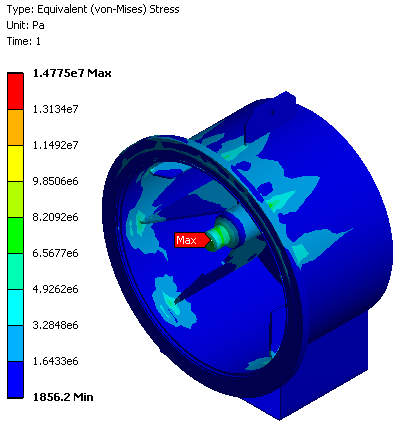 Type: Equivalent (von-Mises) Stress
Unit: Pa
Time: 1
1.4775e7 Max
1.3134e7
1.1492e7
9.8506e6
8.2092e6
6.5677e6
4.9262e6
3.2848e6
1.6433e6
1856.2 Min
Max